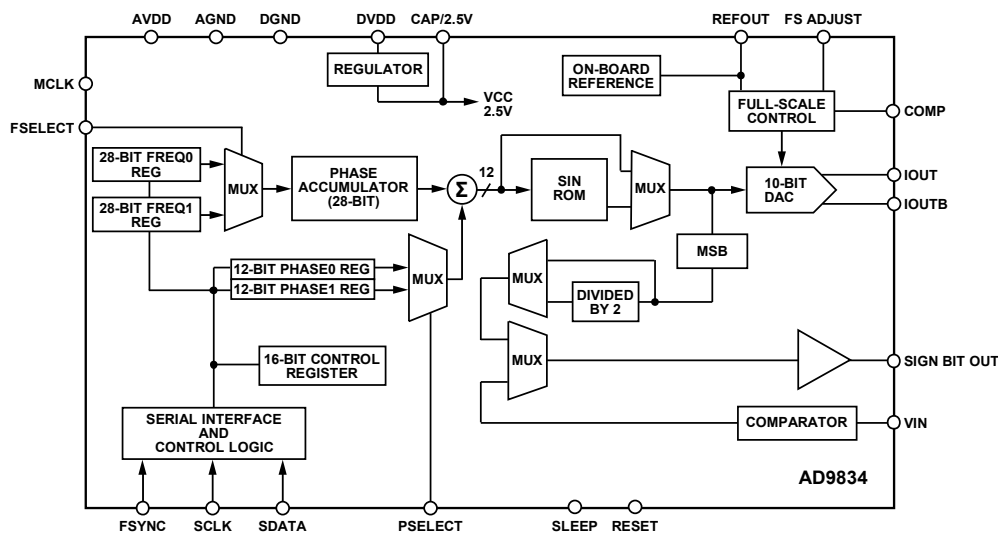 AVDD
AGND
DGND
DVDD
CAP/2.5V
REFOUT
FS ADJUST
MCLK
REGULATOR
VCC
2.5V
ON-BOARD
REFERENCE
FULL-SCALE
CONTROL
COMP
FSELECT
28-BIT FREQ0
REG
28-BIT FREQ1
REG
MUX
PHASE
ACCUMULATOR
(28-BIT)
Σ
12
SIN
ROM
MUX
10-BIT
DAC
IOUT
IOUTB
12-BIT PHASE0 REG
12-BIT PHASE1 REG
MUX
MUX
DIVIDED
BY 2
MSB
16-BIT CONTROL
REGISTER
MUX
SIGN BIT OUT
SERIAL INTERFACE
AND
CONTROL LOGIC
COMPARATOR
VIN
AD9834
FSYNC
SCLK
SDATA
PSELECT
SLEEP
RESET